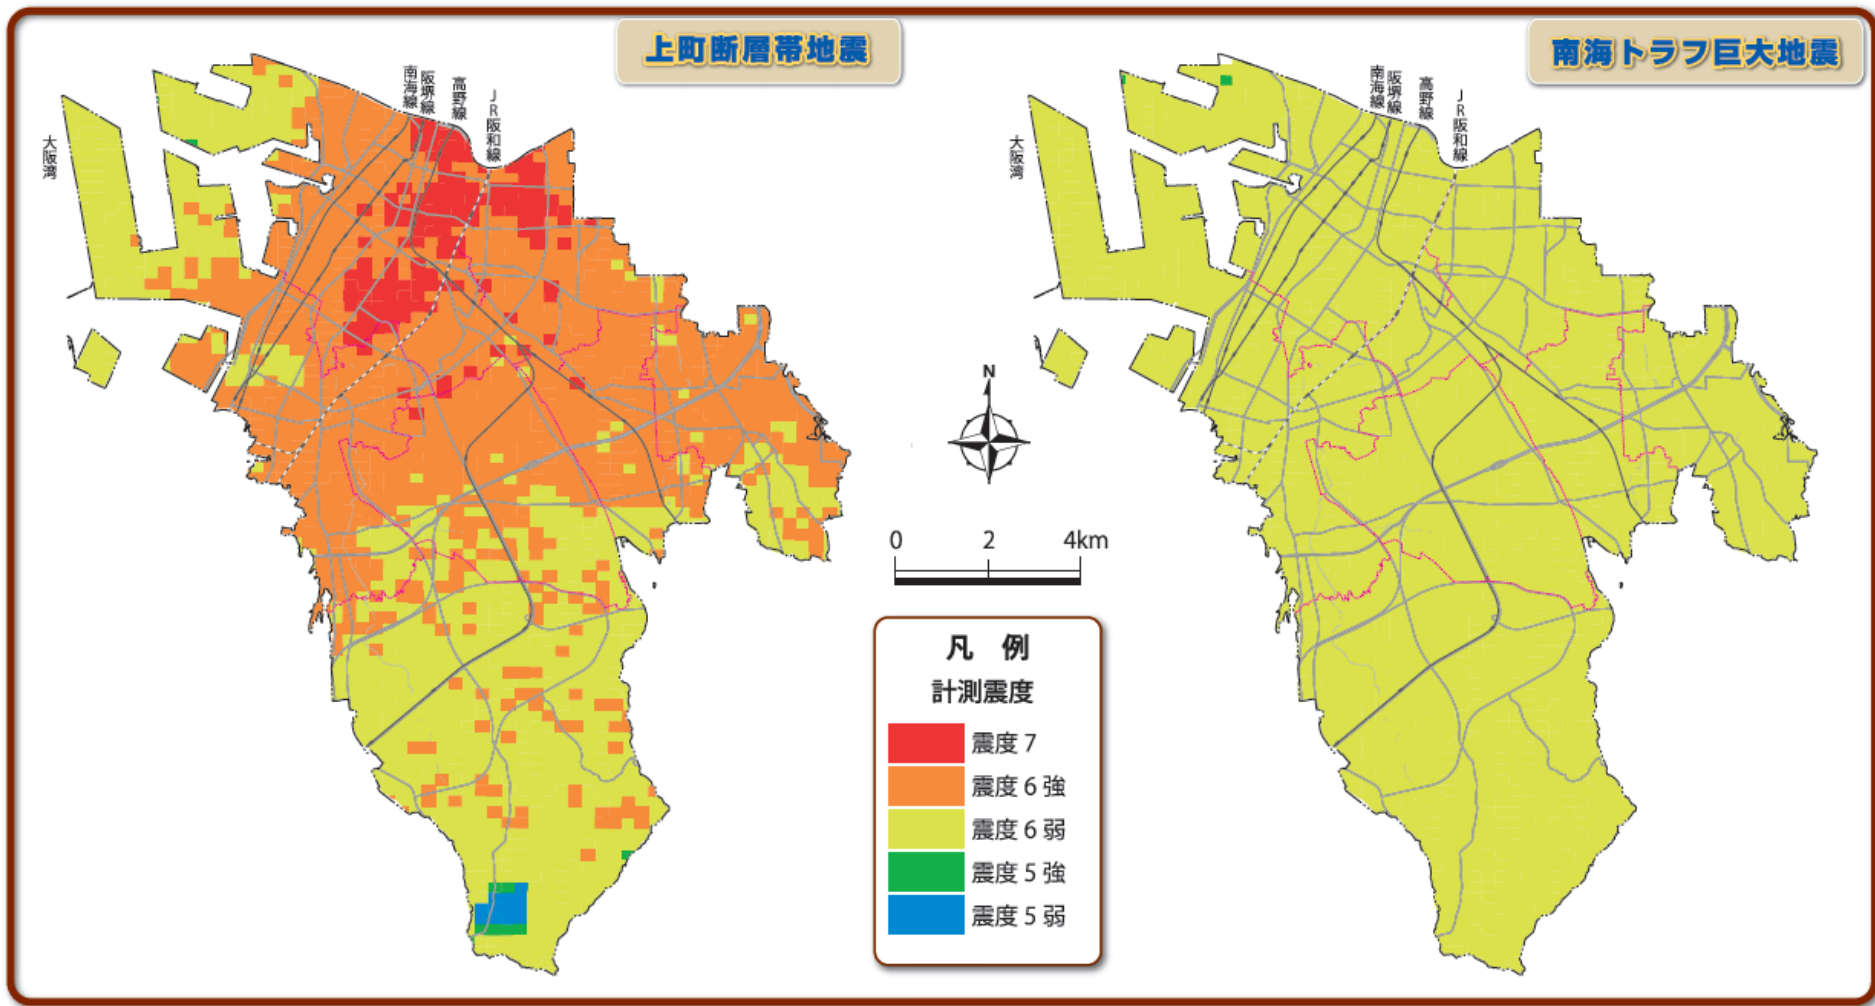 上町断層帯地震
南海線
阪堺線
高野線
JR阪和線
大阪湾
南海トラフ巨大地震
南海線
阪堺線
高野線
JR阪和線
大阪湾
N
0 2 4km
凡 例
計測震度
震度7
震度6強
震度6弱
震度5強
震度5弱